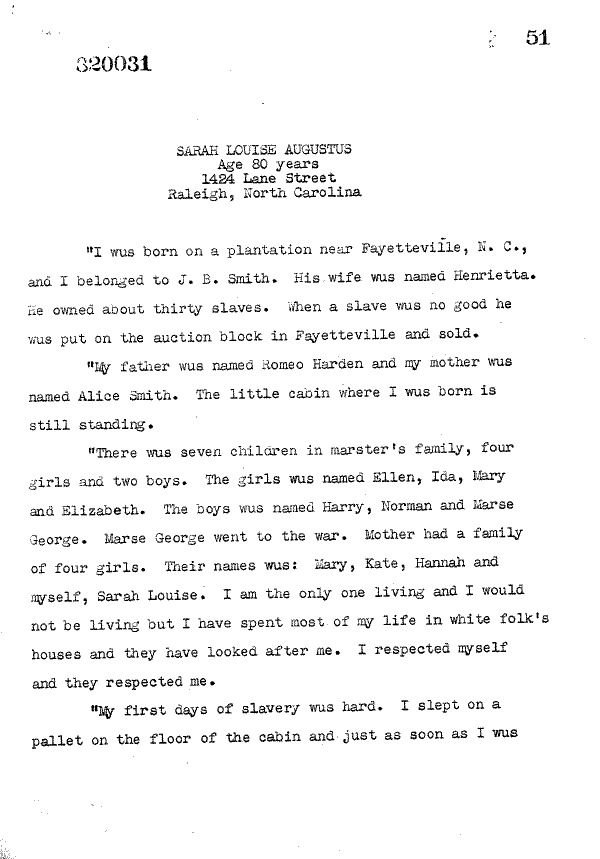 51
320031
SARAH LOUISE AUGUSTUS
Age 80 years
1424 Lane Street
Raleigh, North Carolina
"I wus born on a plantation near Fayetteville, N. C.,
and I belonged to J. B. Smith. His wife wus named Henrietta.
He owned about thirty slaves. When a slave wus no good he
wus put on the auction block in Fayetteville and sold.
"My father wus named Romeo Harden and my mother wus
named Alice Smith. The little cabin where I wus born is
still standing.
"There wus seven children in marster's family, four
girls and two boys. The girls wus named Ellen, Ida, Mary
and Elizabeth. The boys wus named Harry, Norman and Marse
George. Marse George went to the war. Mother had a family
of four girls. Their names wus: Mary, Kate, Hannah and
myself, Sarah Louise. I am the only one living and I would
not be living but I have spent most of my life in white folk's
houses and they have looked after me. I respected myself
and they respected me.
"My first days of slavery wus hard. I slept on a
pallet on the floor of the cabin and just as soon as I wus